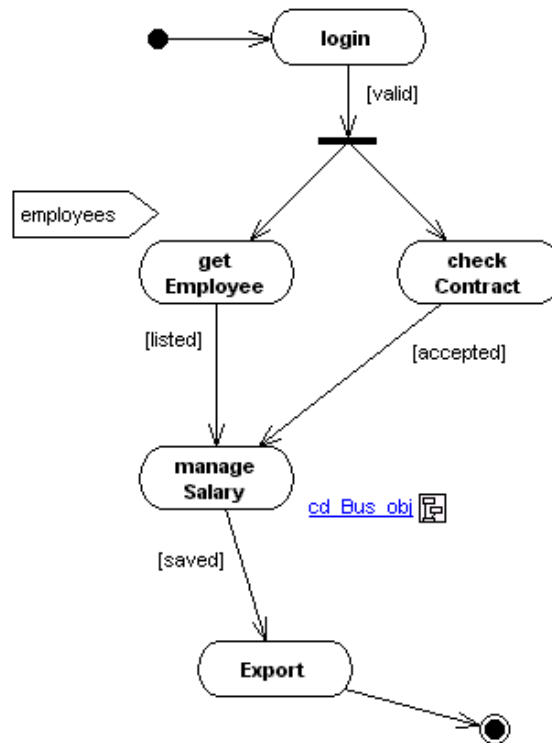 login
[valid]
employees
get
Employee
check
Contract
[listed]
[accepted]
manage
Salary
cd_Bus_obj
[saved]
Export